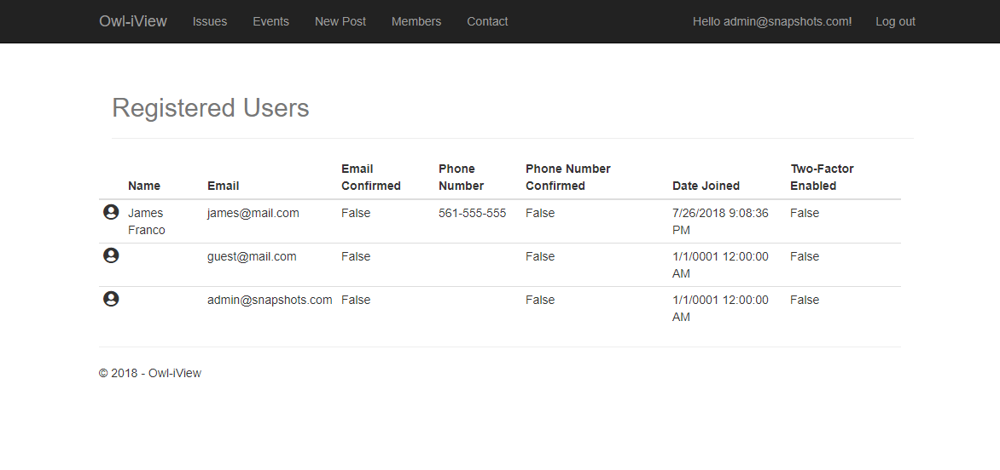 Owl-iView Issues Events New Post Members Contact Hello admin@snapshots.com! Log out
Registered Users
Name Email Email Confirmed Phone Number Phone Number Confirmed Date Joined Two-Factor Enabled
James Franco james@mail.com False 561-555-555 False 7/26/2018 9:08:36 PM False
guest@mail.com False False 1/1/0001 12:00:00 AM False
admin@snapshots.com False False 1/1/0001 12:00:00 AM False
© 2018 - Owl-iView